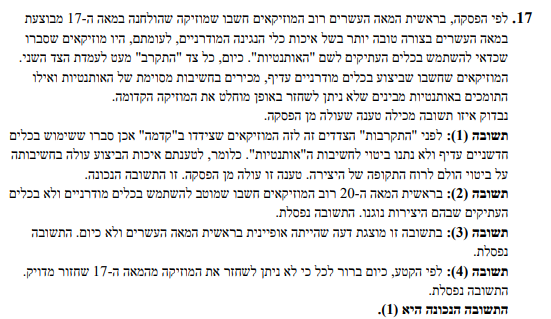 17. לפי הפסקה, בראשית המאה העשרים רוב המוזיקאים חשבו שמוזיקה שהולחנה במאה ה-17 מבוצעת
במאה העשרים בצורה טובה יותר בשל איכות כלי הנגינה המודרניים, לעומתם, היו מוזיקאים שסברו
שכדאי להשתמש בכלים העתיקים לשם "האותנטיות". כיום, כל צד "התקרב" מעט לעמדת הצד השני.
המוזיקאים שחשבו שביצוע בכלים מודרניים עדיף, מכירים בחשיבות מסוימת של האותנטיות ואילו
התומכים באותנטיות מבינים שלא ניתן לשחזר באופן מוחלט את המוזיקה הקדומה.
נבדוק איזו תשובה מכילה טענה שעולה מן הפסקה.
תשובה (1): לפני "התקרבות" הצדדים זה לזה המוזיקאים שצידדו ב"קדמה" אכן סברו ששימוש בכלים
חדשניים עדיף ולא נתנו ביטוי לחשיבות ה"אותנטיות". כלומר, לטענתם איכות הביצוע עולה בחשיבותה
על ביטוי הולם לרוח התקופה של היצירה. טענה זו עולה מן הפסקה. זו התשובה הנכונה.
תשובה (2): בראשית המאה ה-20 רוב המוזיקאים חשבו שמוטב להשתמש בכלים מודרניים ולא בכלים
העתיקים שבהם היצירות נוגנו. התשובה נפסלת.
תשובה (3): בתשובה זו מוצגת דעה שהייתה אופיינית בראשית המאה העשרים ולא כיום. התשובה
נפסלת.
תשובה (4): לפי הקטע, כיום ברור לכל כי לא ניתן לשחזר את המוזיקה מהמאה ה-17 שחזור מדויק.
התשובה נפסלת.
התשובה הנכונה היא (1).